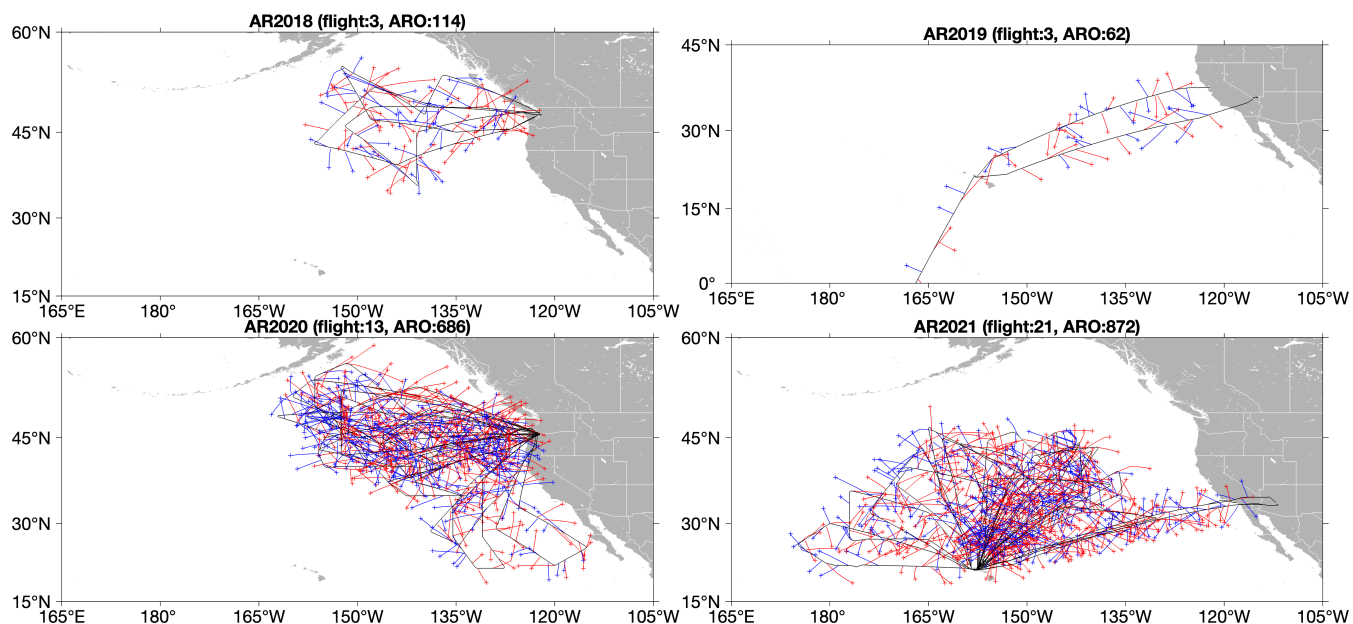 AR2018 (flight:3, ARO:114)
60°N
45°N
30°N
15°N
165°E 180° 165°W 150°W 135°W 120°W 105°W
AR2019 (flight:3, ARO:62)
45°N
30°N
15°N
0°
165°E 180° 165°W 150°W 135°W 120°W 105°W
AR2020 (flight:13, ARO:686)
60°N
45°N
30°N
15°N
165°E 180° 165°W 150°W 135°W 120°W 105°W
AR2021 (flight:21, ARO:872)
60°N
45°N
30°N
15°N
165°E 180° 165°W 150°W 135°W 120°W 105°W